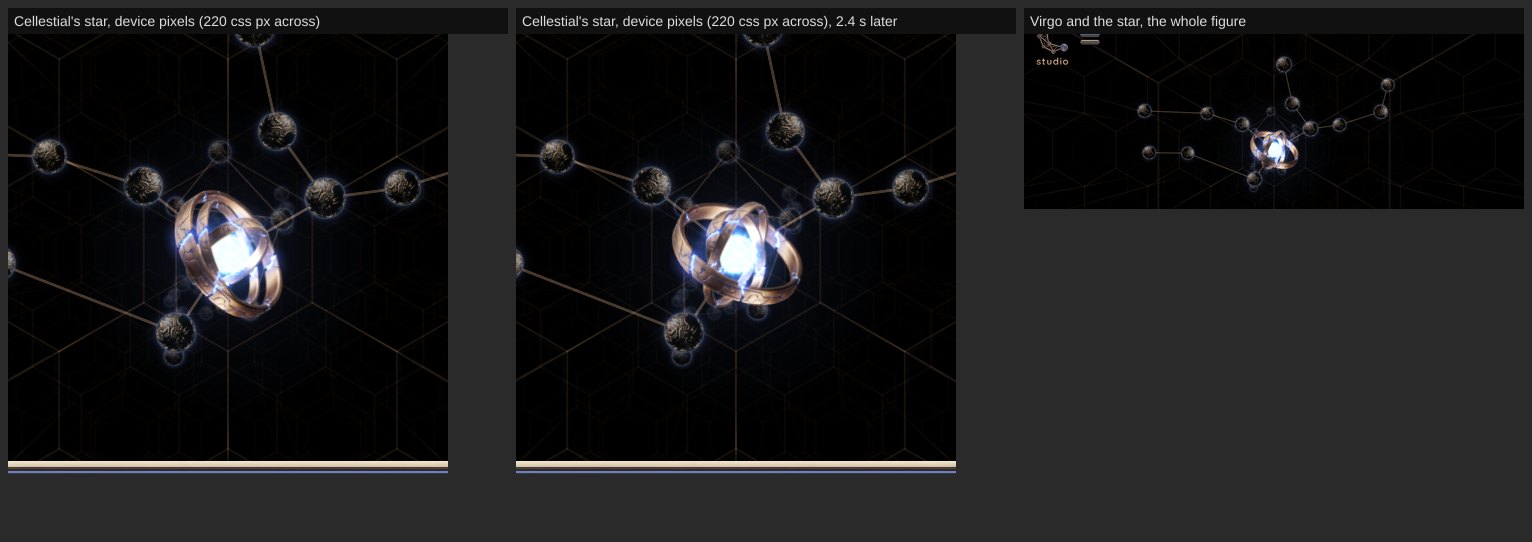 Cellestial's star, device pixels (220 css px across)
Cellestial's star, device pixels (220 css px across), 2.4 s later
Virgo and the star, the whole figure
studio